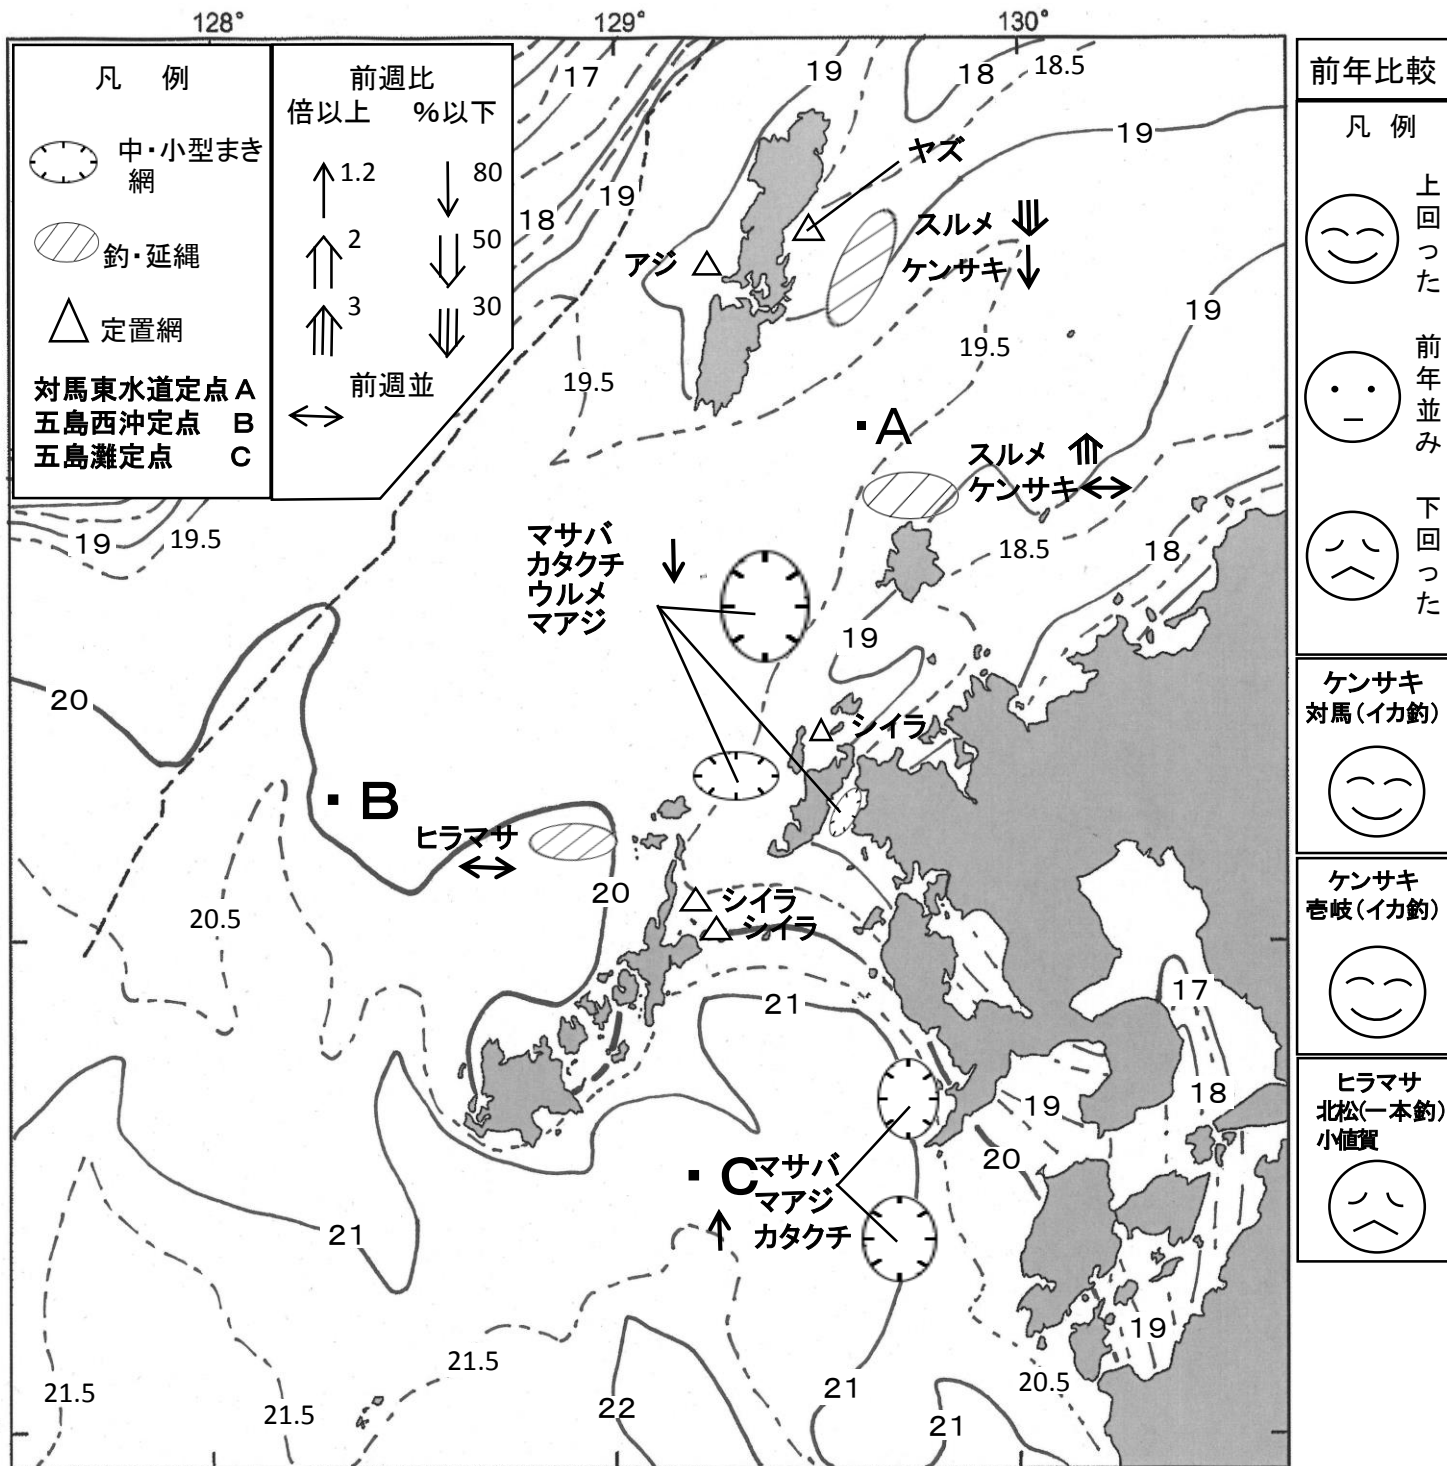 128°
129°
130°
凡 例
中・小型まき
網
釣・延縄
定置網
対馬東水道定点 A
五島西沖定点 B
五島灘定点 C
前週比
倍以上 %以下
1.2 80
2 50
3 30
前週並
前年比較
凡 例
上回った
前年並み
下回った
ケンサキ
対馬(イカ釣)
ケンサキ
壱岐(イカ釣)
ヒラマサ
北松(一本釣)
小値賀
17
18
19
19
18
18.5
19
ヤズ
アジ
スルメ
ケンサキ
19
19.5
19.5
A
スルメ
ケンサキ
18.5
18
19
19.5
マサバ
カタクチ
ウルメ
マアジ
19
20
シイラ
B
ヒラマサ
20
20.5
シイラ
シイラ
21
17
18
19
20
C
マサバ
マアジ
カタクチ
21
21.5
21.5
21.5
22
21
21
20.5
19